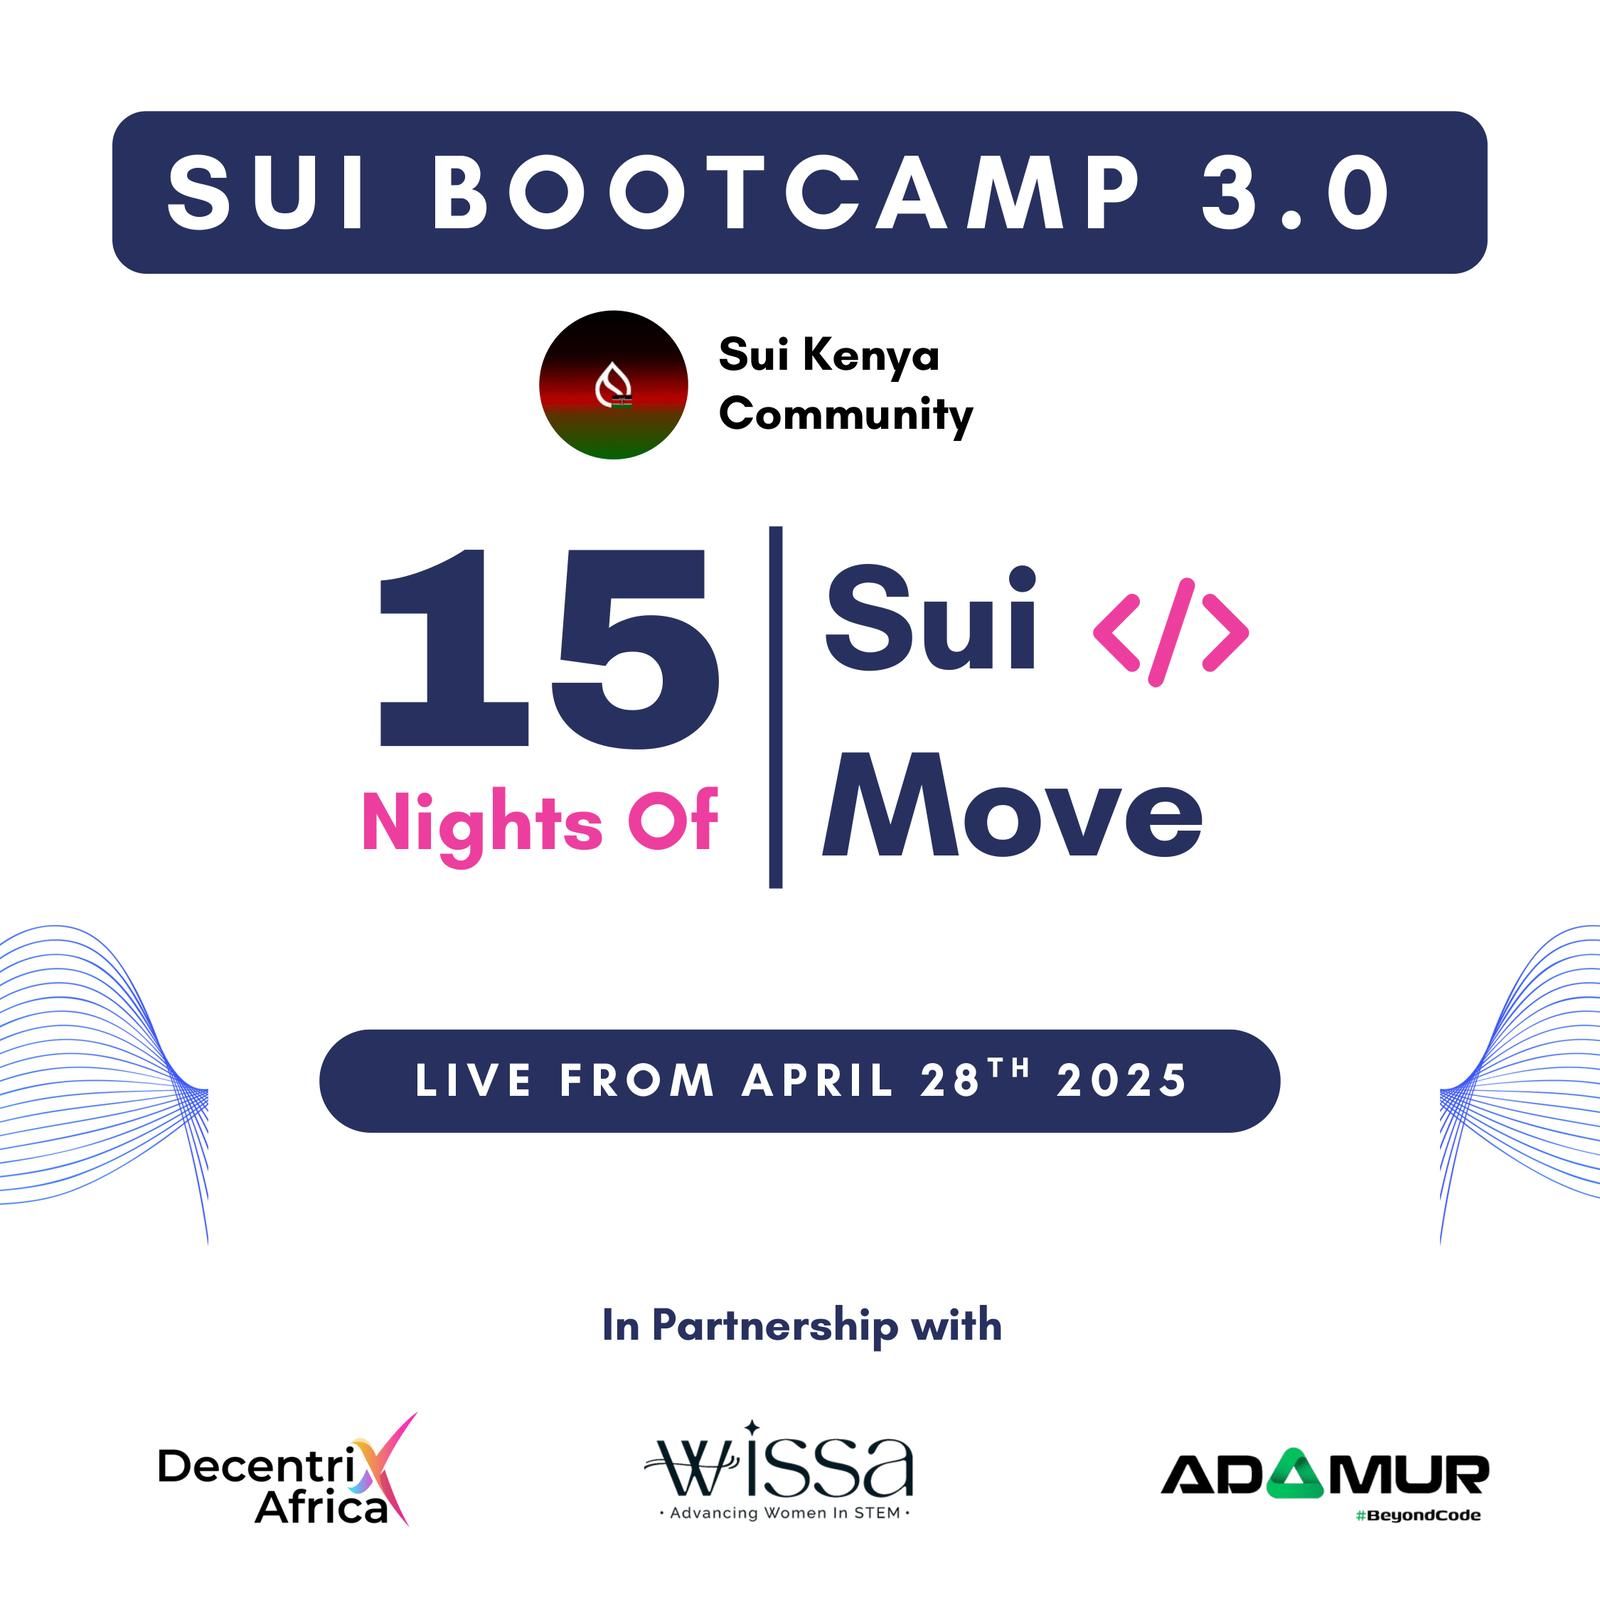 SUI BOOTCAMP 3.0
Sui Kenya
Community
15
Nights Of
Sui </>
Move
LIVE FROM APRIL 28TH 2025
In Partnership with
DecentriX
Africa
wissa
• Advancing Women In STEM •
ADAMUR
#BeyondCode